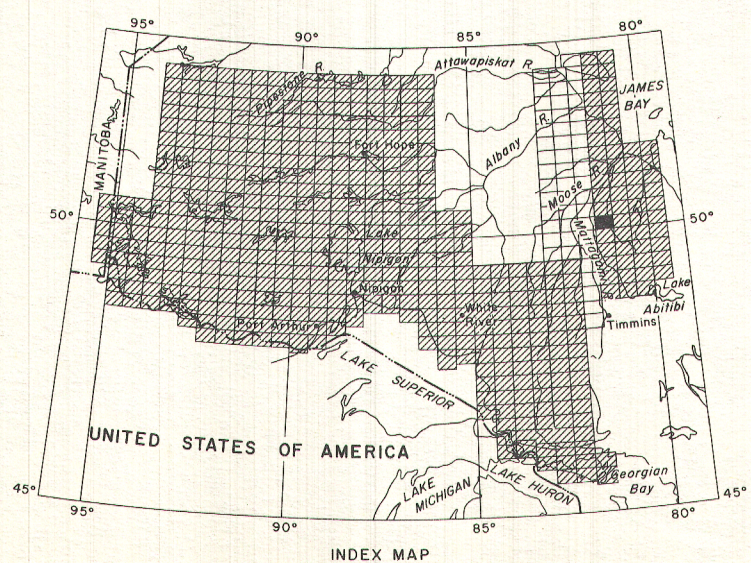 95°
90°
85°
80°
Pipestone R.
Attawapiskat R.
JAMES
BAY
MANITOBA
Fort Hope
Albany R.
Moose R.
50°
50°
Lake
Nipigon
Mattagami
Nipigon
Lake
Abitibi
White
River
Port Arthur
Timmins
LAKE SUPERIOR
UNITED STATES OF AMERICA
LAKE
MICHIGAN
LAKE HURON
Georgian
Bay
45°
45°
95°
90°
85°
80°
INDEX MAP